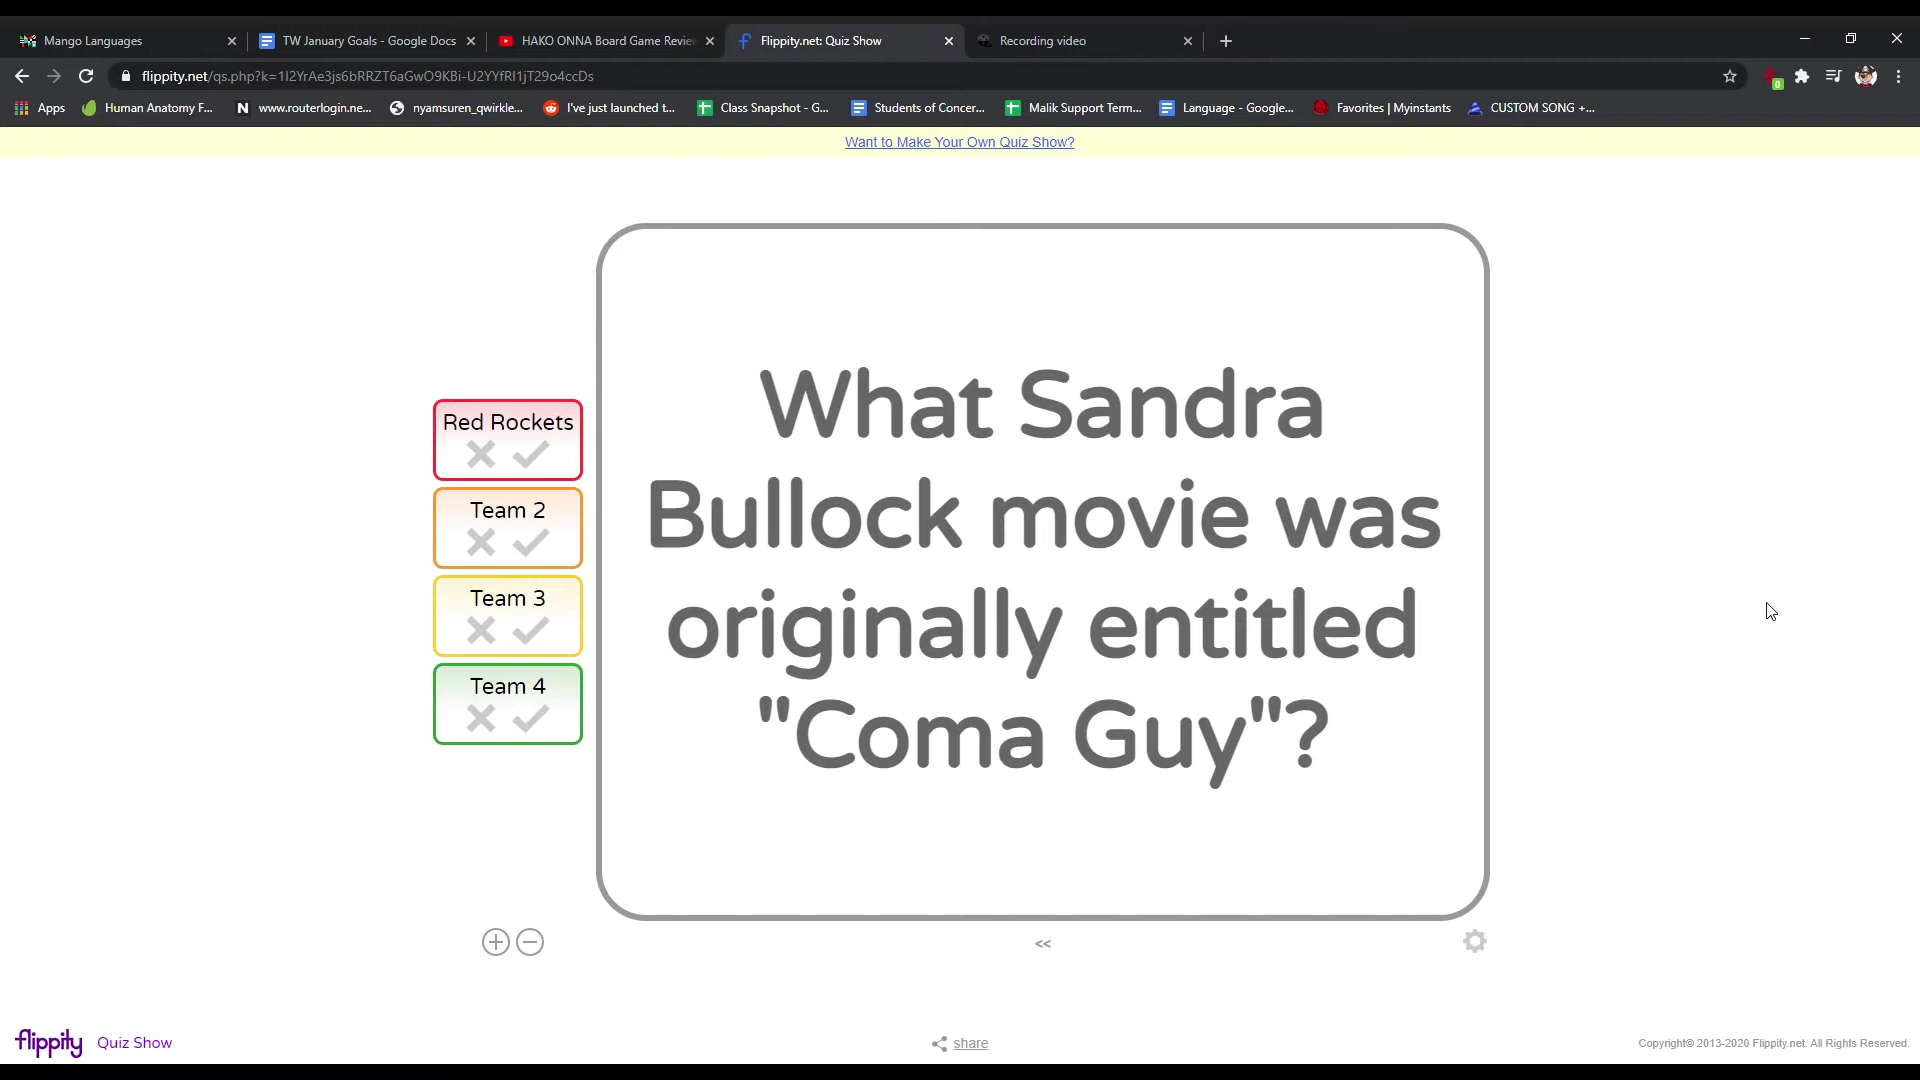 Mango Languages
TW January Goals - Google Docs
HAKO ONNA Board Game Revie
Flippity.net: Quiz Show
Recording video
flippity.net/qs.php?k=1I2YrAe3js6bRRZT6aGwO9KBi-U2YYfRI1jT29o4ccDs
0
Apps
Human Anatomy F...
www.routerlogin.ne...
nyamsuren_qwirkle...
I've just launched t...
Class Snapshot - G...
Students of Concer...
Malik Support Term...
Language - Google...
Favorites | Myinstants
CUSTOM SONG +...
Want to Make Your Own Quiz Show?
Red Rockets
Team 2
Team 3
Team 4
What Sandra
Bullock movie was
originally entitled
"Coma Guy"?
<<
flippity Quiz Show
share
Copyright© 2013-2020 Flippity.net. All Rights Reserved.